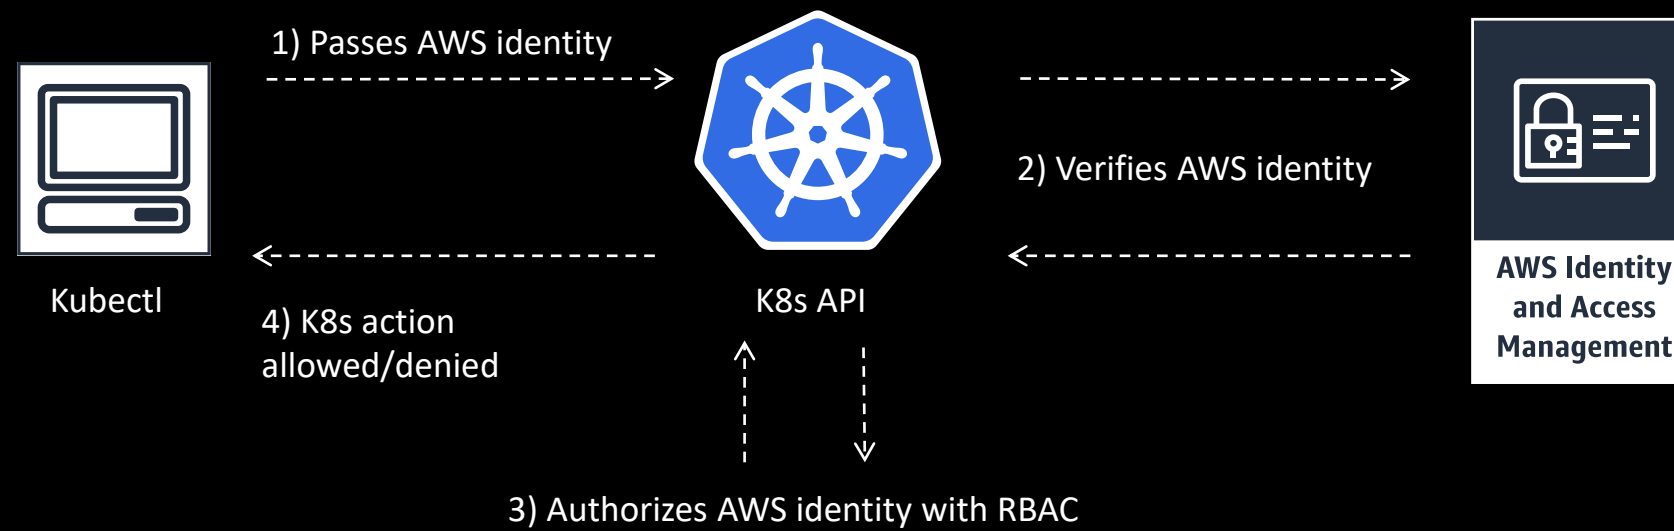 1) Passes AWS identity
2) Verifies AWS identity
AWS Identity
and Access
Management
Kubectl
K8s API
4) K8s action
allowed/denied
3) Authorizes AWS identity with RBAC